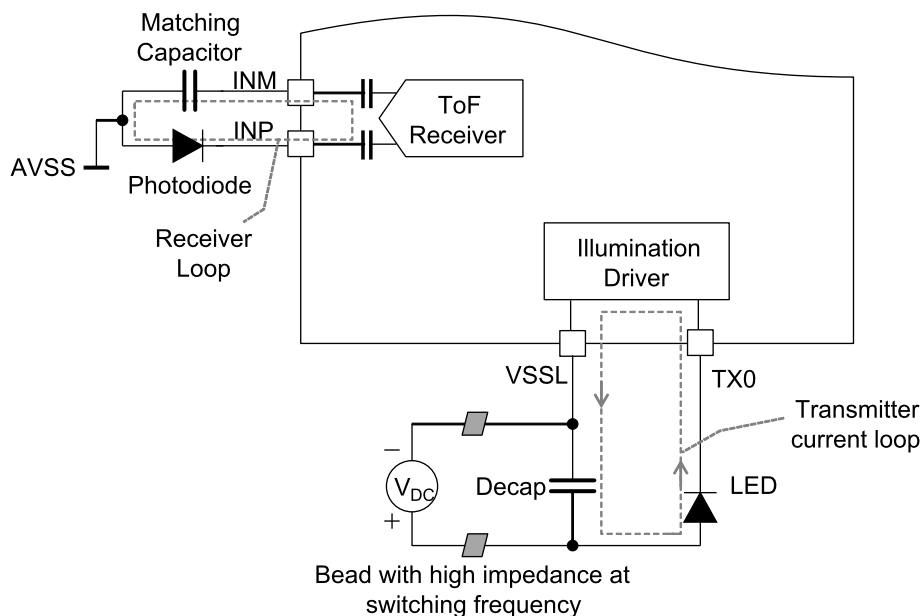 Matching
Capacitor
INM
INP
ToF
Receiver
AVSS
Photodiode
Receiver
Loop
Illumination
Driver
VSSL
TX0
Transmitter
current loop
−
VDC
+
Decap
LED
Bead with high impedance at
switching frequency